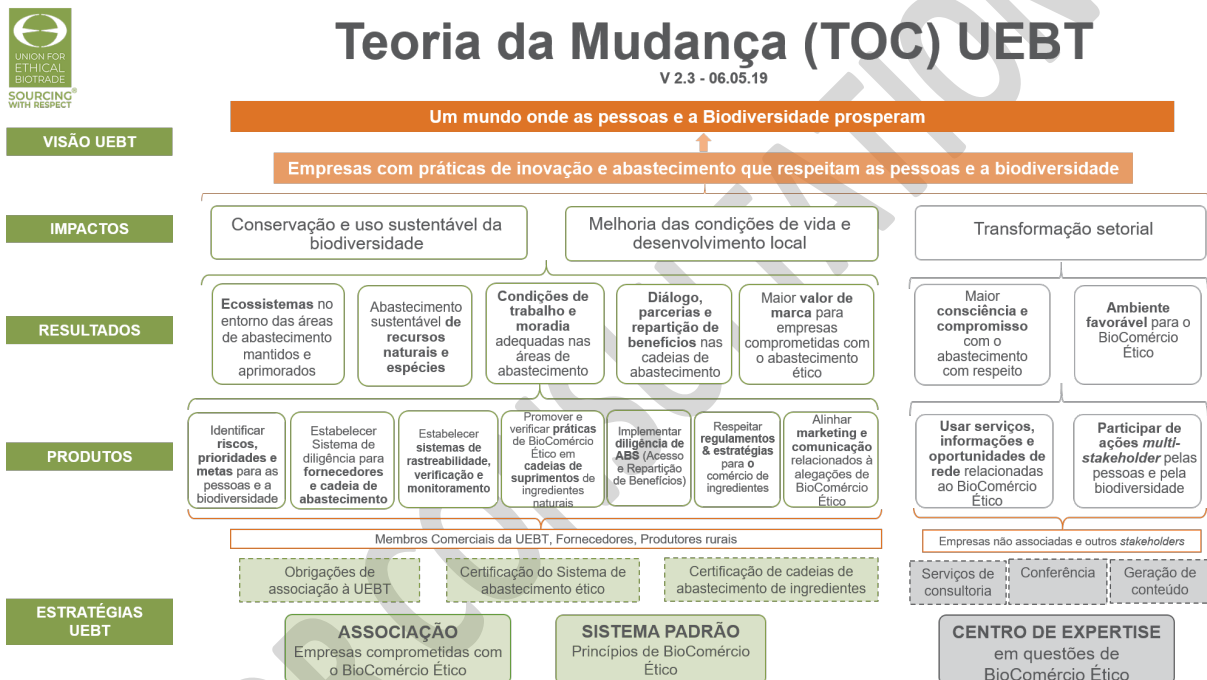 UNION FOR
ETHICAL
BIOTRADE
SOURCING
WITH RESPECT
®
Teoria da Mudança (TOC) UEBT
V 2.3 - 06.05.19
VISÃO UEBT
Um mundo onde as pessoas e a Biodiversidade prosperam
Empresas com práticas de inovação e abastecimento que respeitam as pessoas e a biodiversidade
IMPACTOS
Conservação e uso sustentável da
biodiversidade
Melhoria das condições de vida e
desenvolvimento local
Transformação setorial
RESULTADOS
Ecossistemas no
entorno das áreas
de abastecimento
mantidos e
aprimorados
Abastecimento
sustentável de
recursos
naturais e
espécies
Condições de
trabalho e
moradia
adequadas nas
áreas de
abastecimento
Diálogo,
parcerias e
repartição de
benefícios nas
cadeias de
abastecimento
Maior valor de
marca para
empresas
comprometidas com
o abastecimento
ético
Maior
consciência e
compromisso
com o
abastecimento
com respeito
Ambiente
favorável para o
BioComércio
Ético
PRODUTOS
Identificar
riscos,
prioridades e
metas para as
pessoas e a
biodiversidade
Estabelecer
Sistema de
diligência para
fornecedores
e cadeia de
abastecimento
Estabelecer
sistemas de
rastreabilidade,
verificação e
monitoramento
Promover e
verificar práticas
de BioComércio
Ético em
cadeias de
suprimentos de
ingredientes
naturais
Implementar
diligência de
ABS (Acesso
e Repartição
de Benefícios)
Respeitar
regulamentos
& estratégias
para o
comércio de
ingredientes
Alinhar
marketing e
comunicação
relacionados à
alegações de
BioComércio
Ético
Usar serviços,
informações e
oportunidades de
rede relacionadas
ao BioComércio
Ético
Participar de
ações multi-
stakeholder pelas
pessoas e pela
biodiversidade
Membros Comerciais da UEBT, Fornecedores, Produtores rurais
Empresas não associadas e outros stakeholders
ESTRATÉGIAS
UEBT
Obrigações de
associação à UEBT
Certificação do Sistema de
abastecimento ético
Certificação de cadeias de
abastecimento de ingredientes
Serviços de
consultoria
Conferência
Geração de
conteúdo
ASSOCIAÇÃO
Empresas comprometidas com
o BioComércio Ético
SISTEMA PADRÃO
Princípios de BioComércio
Ético
CENTRO DE EXPERTISE
em questões de
BioComércio Ético
OR CONSULTATION